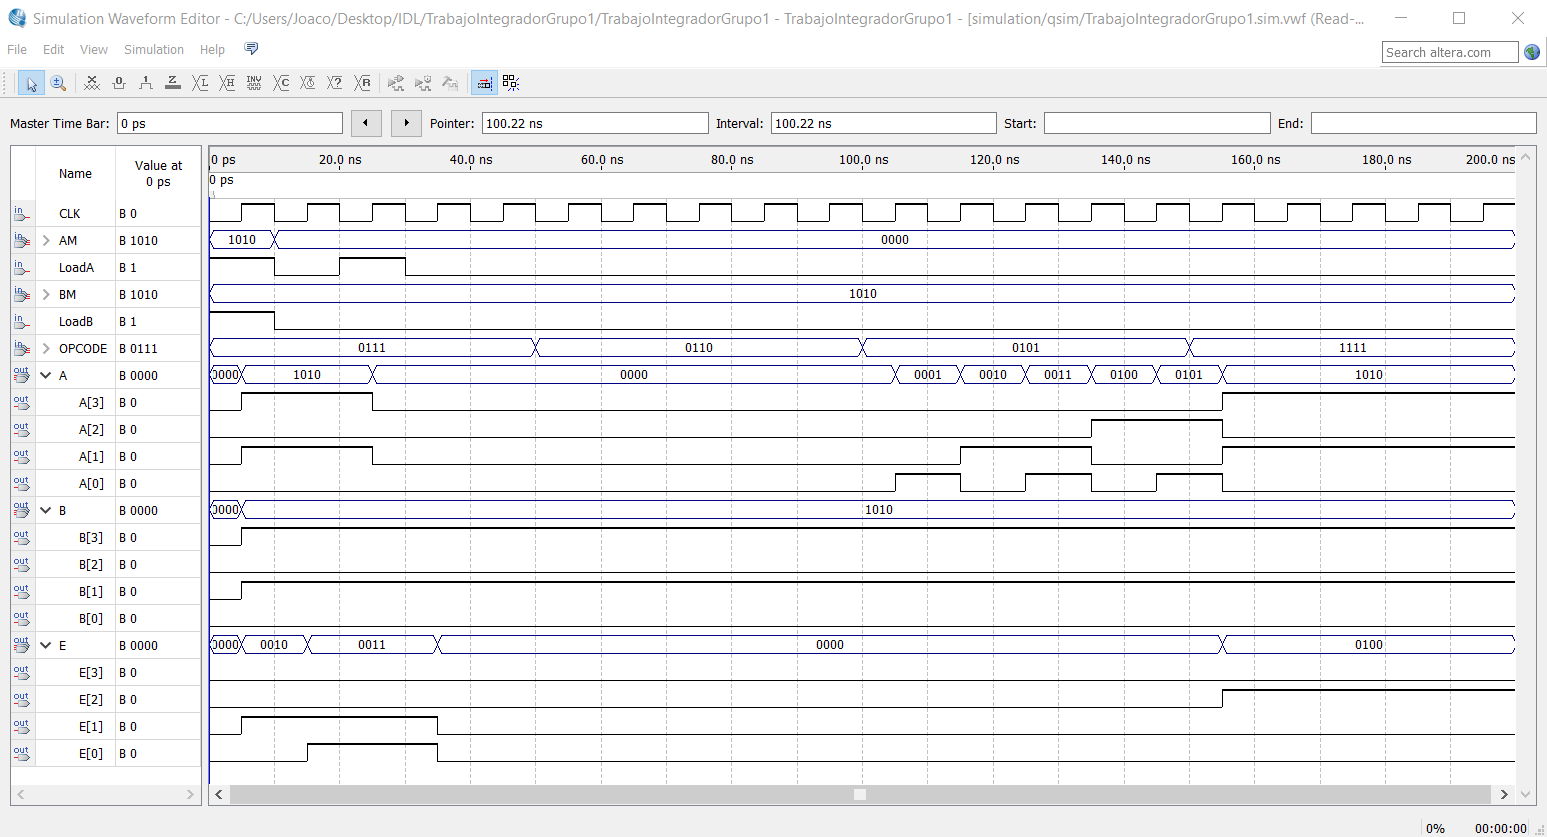 Simulation Waveform Editor - C:/Users/Joaco/Desktop/IDL/TrabajoIntegradorGrupo1/TrabajoIntegradorGrupo1 - TrabajoIntegradorGrupo1 - [simulation/qsim/TrabajoIntegradorGrupo1.sim.vwf (Read-...
File Edit View Simulation Help
Search altera.com
Master Time Bar: 0 ps Pointer: 100.22 ns Interval: 100.22 ns Start: End:
Name Value at 0 ps
0 ps 20.0 ns 40.0 ns 60.0 ns 80.0 ns 100.0 ns 120.0 ns 140.0 ns 160.0 ns 180.0 ns 200.0 ns
0 ps
in CLK B 0
in AM B 1010 1010 0000
in LoadA B 1
in BM B 1010 1010
in LoadB B 1
in OPCODE B 0111 0111 0110 0101 1111
out A B 0000 0000 1010 0000 0001 0010 0011 0100 0101 1010
out A[3] B 0
out A[2] B 0
out A[1] B 0
out A[0] B 0
out B B 0000 0000 1010
out B[3] B 0
out B[2] B 0
out B[1] B 0
out B[0] B 0
out E B 0000 0000 0010 0011 0000 0100
out E[3] B 0
out E[2] B 0
out E[1] B 0
out E[0] B 0
0% 00:00:00